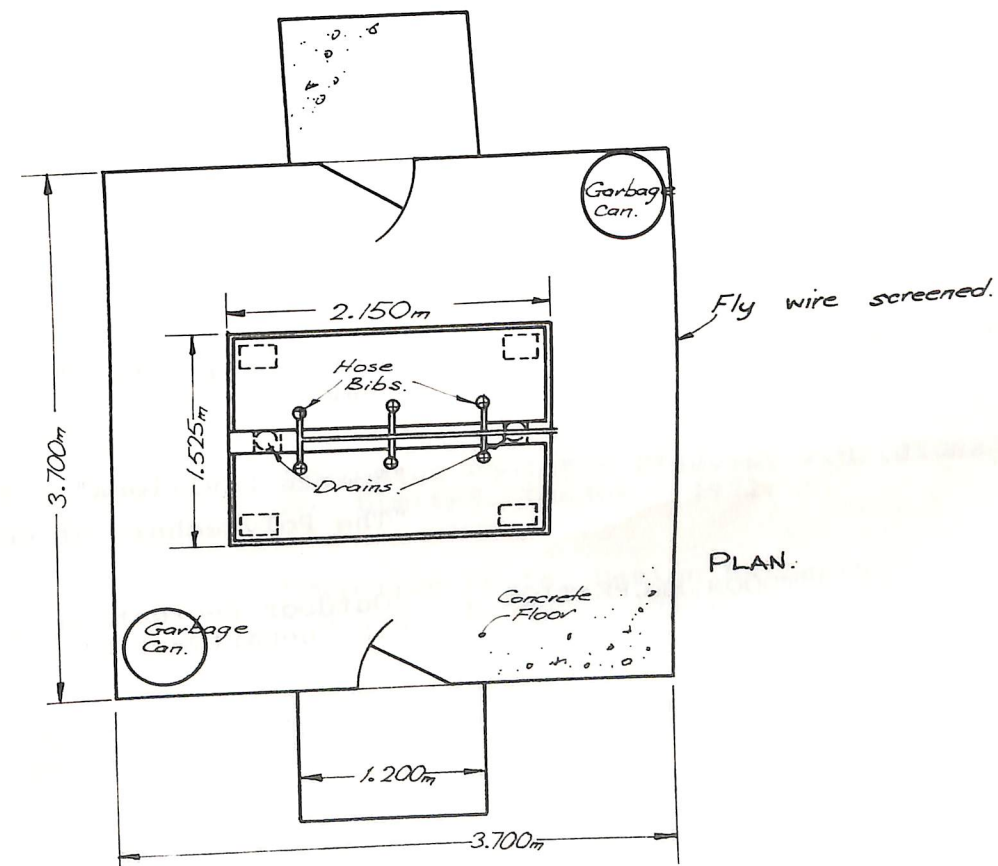 Garbage
can.
Fly wire screened.
2.150m
Hose
Bibs.
1.525m
3.700m
Drains.
PLAN.
Concrete
Floor
Garbage
Can.
1.200m
3.700m